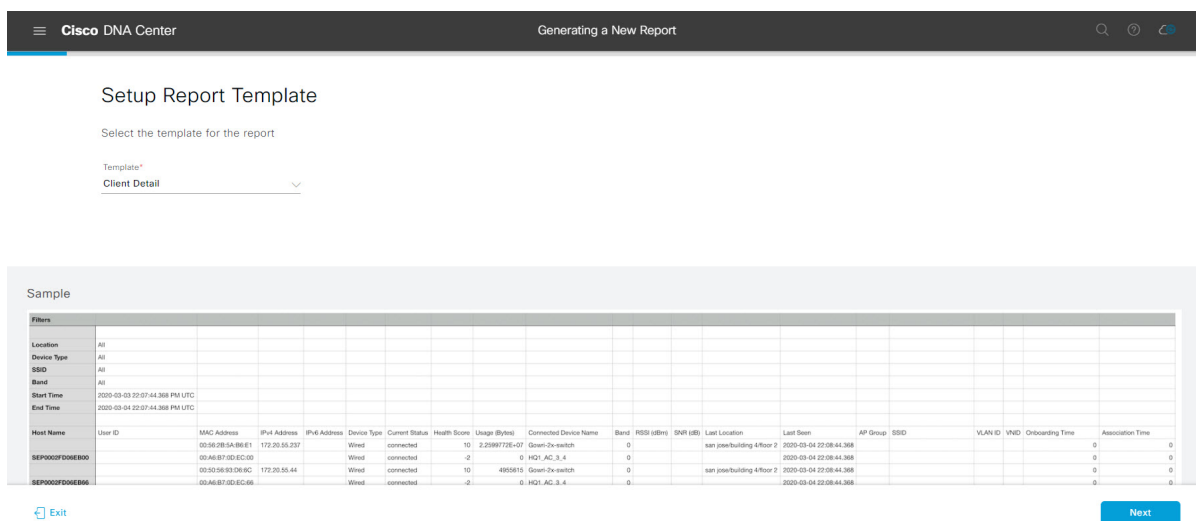 Cisco DNA Center Generating a New Report
Setup Report Template
Select the template for the report
Template*
Client Detail
Sample
Filters
Location All
Device Type All
SSID All
Band All
Start Time 2020-03-03 22:07:44.368 PM UTC
End Time 2020-03-04 22:07:44.368 PM UTC
Host Name User ID MAC Address IPv4 Address IPv6 Address Device Type Current Status Health Score Usage (Bytes) Connected Device Name Band RSSI (dBm) SNR (dB) Last Location Last Seen AP Group SSID VLAN ID VNID Onboarding Time Association Time
00:56:2B:5A:B6:E1 172.20.55.237 Wired connected 10 2.2599772E+07 Gowri-2x-switch 0 san jose/building 4/floor 2 2020-03-04 22:08:44.368 0 0
SEP0002FD06EB00 00:A6:B7:0D:EC:00 Wired connected -2 0 HQ1_AC_3_4 0 2020-03-04 22:08:44.368 0 0
00:50:56:93:D6:6C 172.20.55.44 Wired connected 10 4955615 Gowri-2x-switch 0 san jose/building 4/floor 2 2020-03-04 22:08:44.368 0 0
SEP0002FD06EB66 00:A6:B7:0D:EC:66 Wired connected -2 0 HQ1_AC_3_4 0 2020-03-04 22:08:44.368 0 0
Exit Next